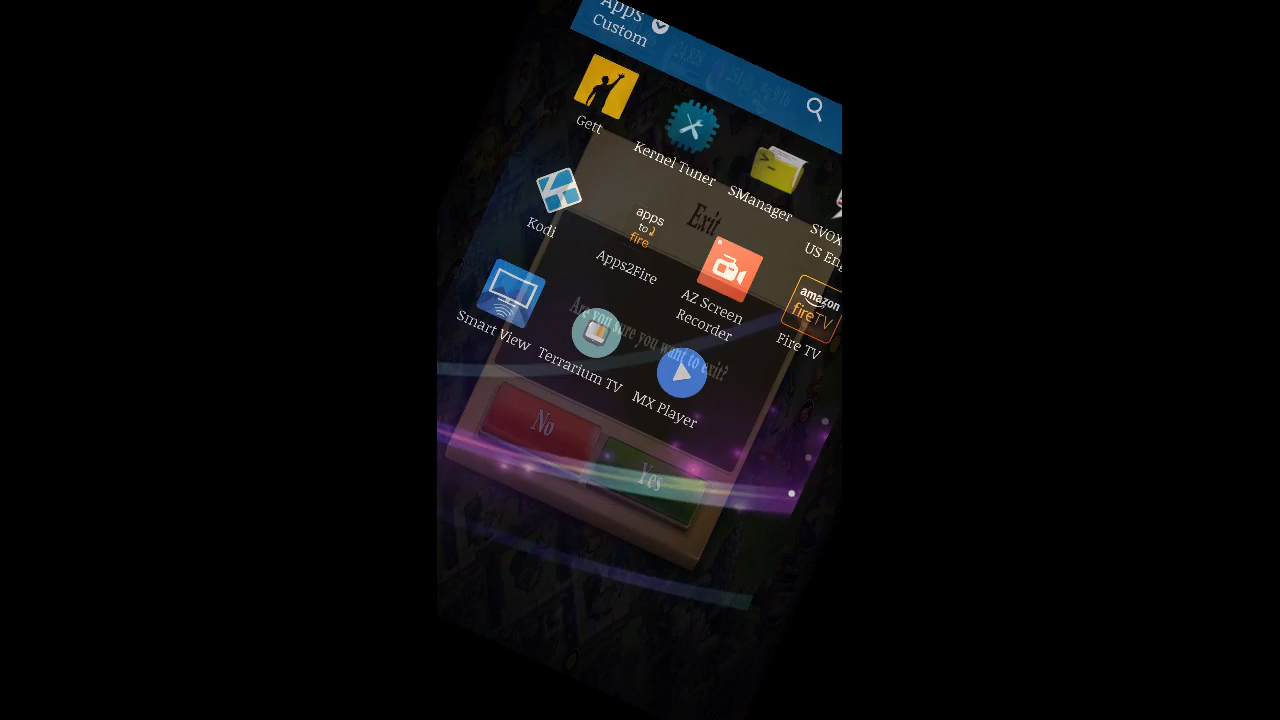 Apps
Custom
Gett
Kernel Tuner
SManager
SVOX
US Eng
Kodi
apps
to
fire
Apps2Fire
AZ Screen
Recorder
amazon
fireTV
Fire TV
Smart View
Terrarium TV
MX Player
Exit
Are you sure you want to exit?
No
Yes